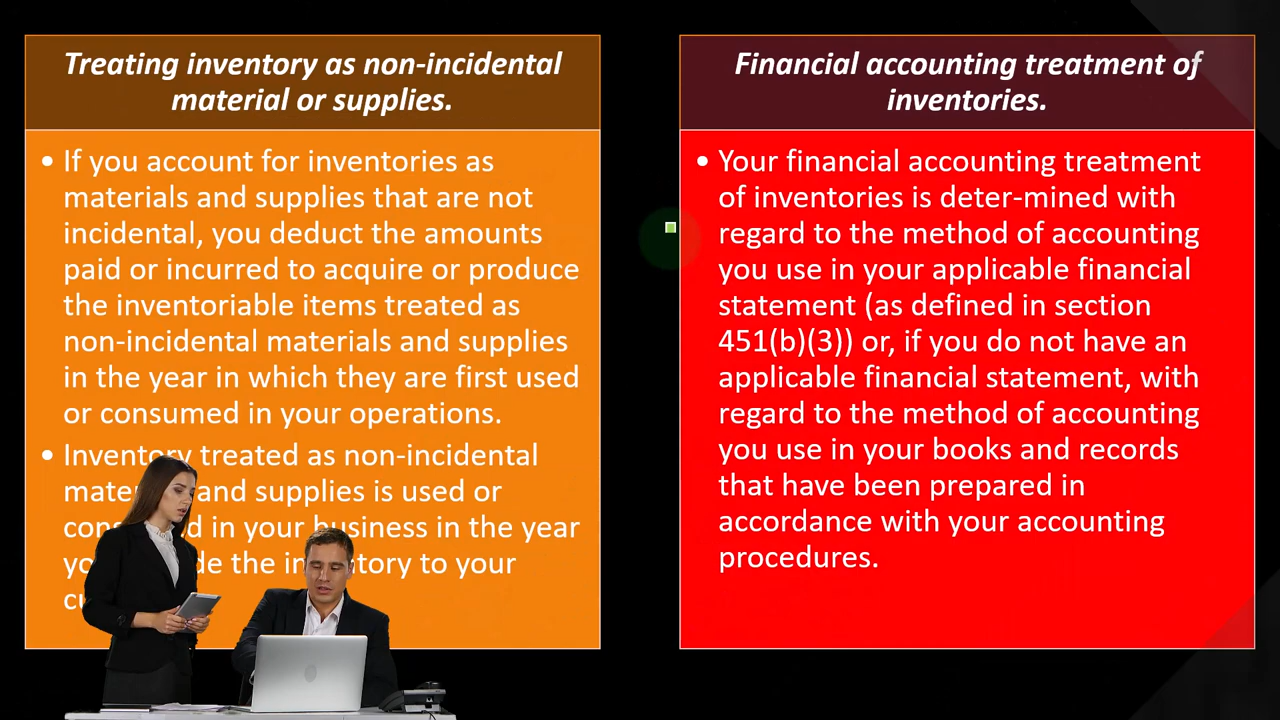 Treating inventory as non-incidental
material or supplies.
• If you account for inventories as
materials and supplies that are not
incidental, you deduct the amounts
paid or incurred to acquire or produce
the inventoriable items treated as
non-incidental materials and supplies
in the year in which they are first used
or consumed in your operations.
• Inventory treated as non-incidental
and supplies is used or
in your business in the year
the to your
Financial accounting treatment of
inventories.
• Your financial accounting treatment
of inventories is deter-mined with
regard to the method of accounting
you use in your applicable financial
statement (as defined in section
451(b)(3)) or, if you do not have an
applicable financial statement, with
regard to the method of accounting
you use in your books and records
that have been prepared in
accordance with your accounting
procedures.